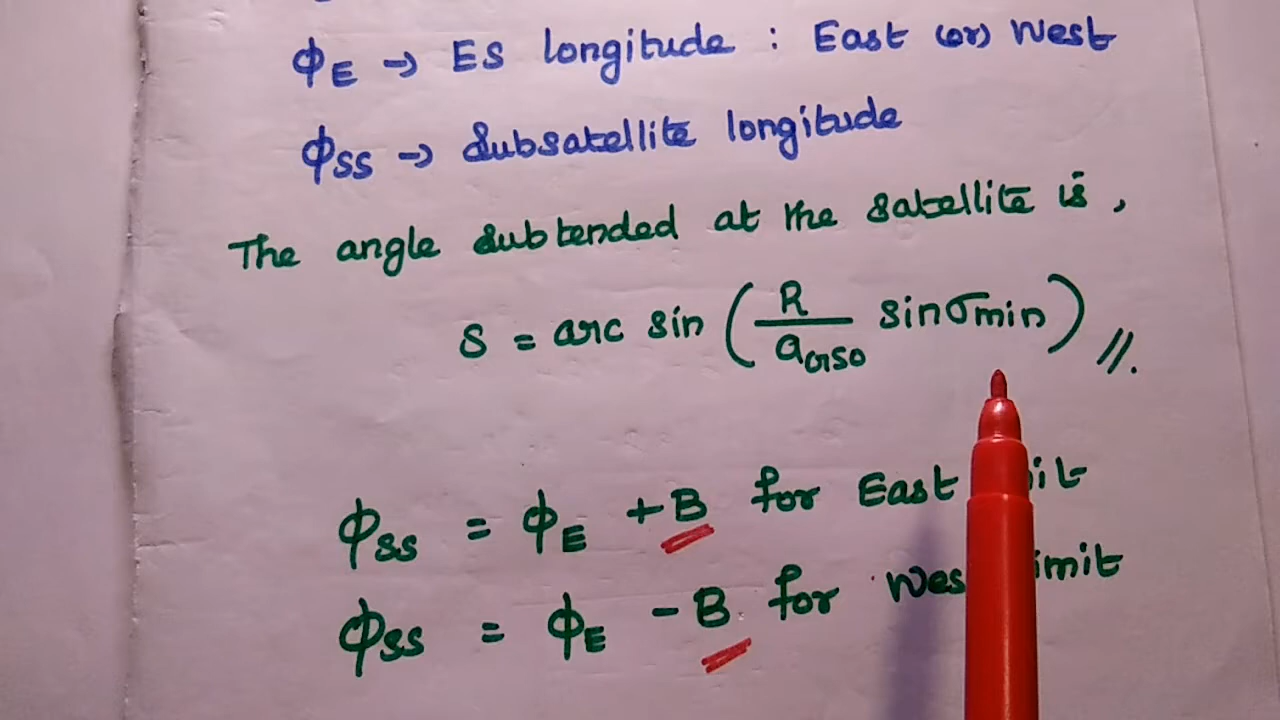 ϕE → ES longitude : East (or) West
ϕSS → Subsatellite longitude
The angle subtended at the satellite is,
S = arc sin (R/aGSO sinσmin) //.
ϕSS = ϕE +B for East
ϕSS = ϕE -B for